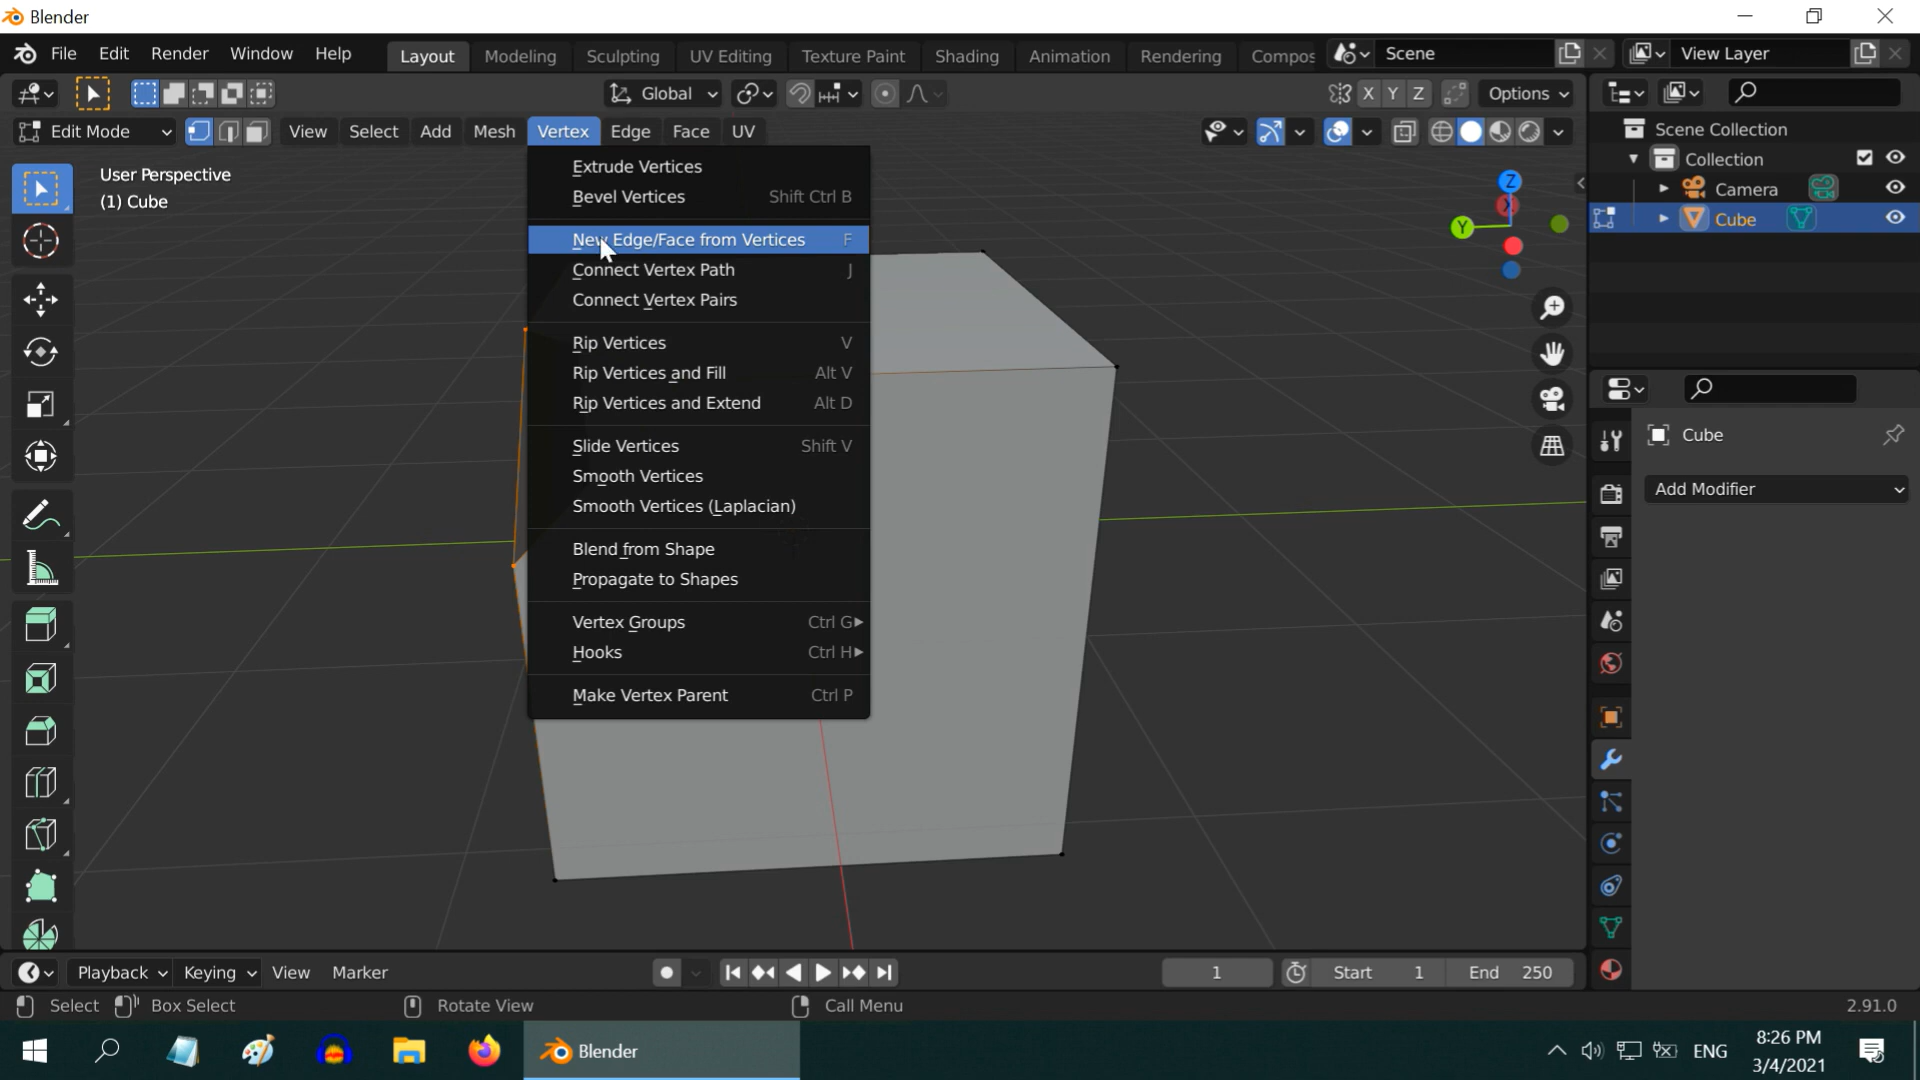 Blender
File Edit Render Window Help Layout Modeling Sculpting UV Editing Texture Paint Shading Animation Rendering Compos Scene View Layer
Global X Y Z Options
Edit Mode View Select Add Mesh Vertex Edge Face UV
User Perspective
(1) Cube
Extrude Vertices
Bevel Vertices Shift Ctrl B
New Edge/Face from Vertices F
Connect Vertex Path J
Connect Vertex Pairs
Rip Vertices V
Rip Vertices and Fill Alt V
Rip Vertices and Extend Alt D
Slide Vertices Shift V
Smooth Vertices
Smooth Vertices (Laplacian)
Blend from Shape
Propagate to Shapes
Vertex Groups Ctrl G
Hooks Ctrl H
Make Vertex Parent Ctrl P
Z
X
Y
Scene Collection
Collection
Camera
Cube
Cube
Add Modifier
Playback Keying View Marker 1 Start 1 End 250
Select Box Select Rotate View Call Menu 2.91.0
Blender ENG
8:26 PM
3/4/2021